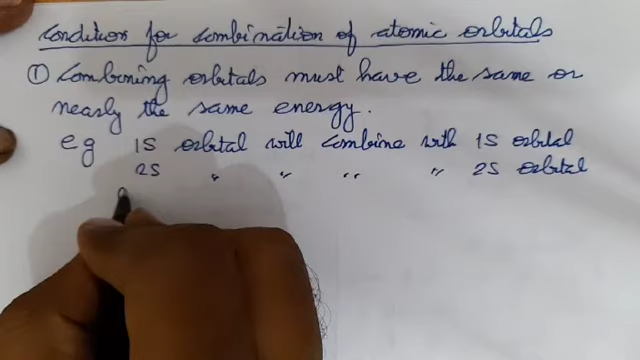 Condition for combination of atomic orbitals
① Combining orbitals must have the same or
nearly the same energy.
eg 1S orbital will combine with 1S orbital
2S " " " " 2S orbital